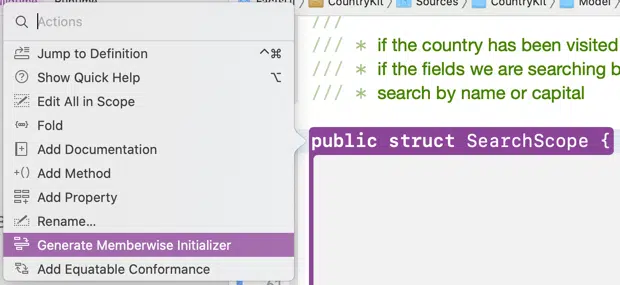 Actions
Jump to Definition ⌃⌘
Show Quick Help ⌥
Edit All in Scope
Fold
Add Documentation
Add Method
Add Property
Rename...
Generate Memberwise Initializer
Add Equatable Conformance
CountryKit
Sources
CountryKit
Model
///
/// * if the country has been visited
/// * if the fields we are searching b
/// * search by name or capital
public struct SearchScope {